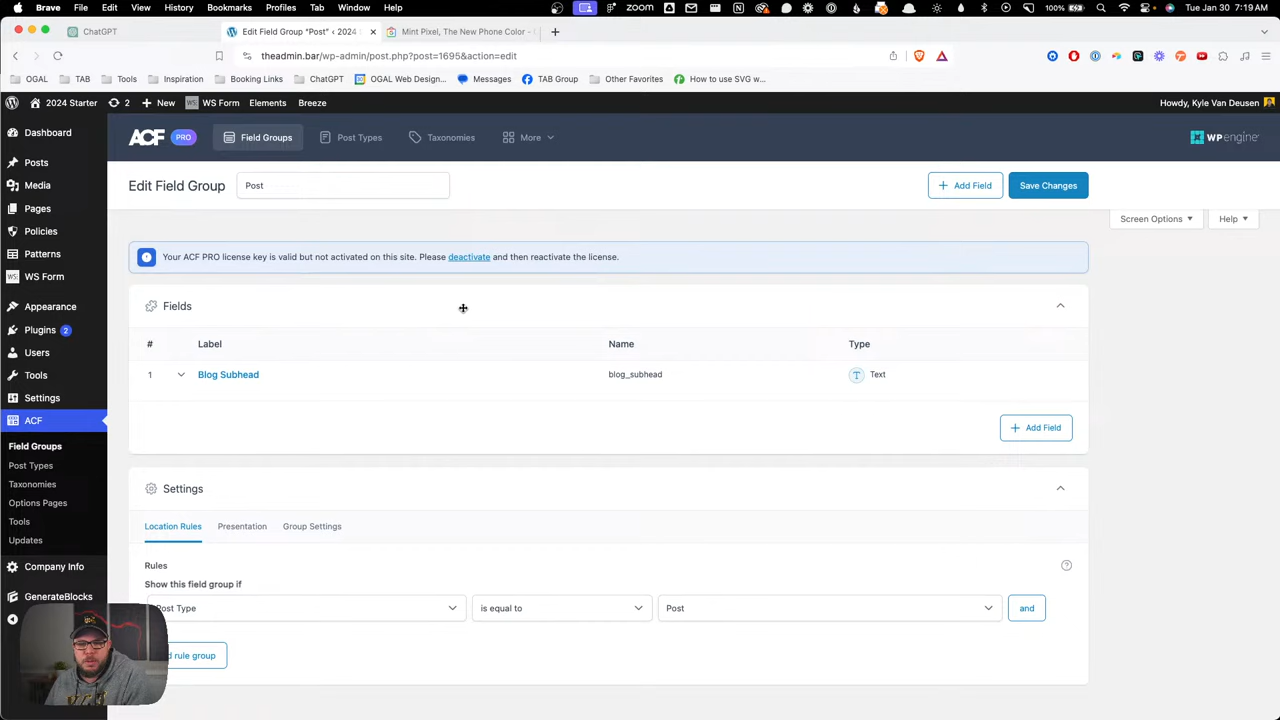 Brave File Edit View History Bookmarks Profiles Tab Window Help zoom 100% Tue Jan 30 7:19 AM
ChatGPT Edit Field Group "Post" ‹ 2024 Mint Pixel, The New Phone Color -
theadmin.bar/wp-admin/post.php?post=1695&action=edit
OGAL TAB Tools Inspiration Booking Links ChatGPT OGAL Web Design... Messages TAB Group Other Favorites How to use SVG w...
2024 Starter 2 New WS Form Elements Breeze Howdy, Kyle Van Deusen
Dashboard
Posts
Media
Pages
Policies
Patterns
WS Form
Appearance
Plugins 2
Users
Tools
Settings
ACF
Field Groups
Post Types
Taxonomies
Options Pages
Tools
Updates
Company Info
GenerateBlocks
ACF PRO Field Groups Post Types Taxonomies More WP engine
Edit Field Group Post + Add Field Save Changes
Screen Options Help
Your ACF PRO license key is valid but not activated on this site. Please deactivate and then reactivate the license.
Fields
# Label Name Type
1 Blog Subhead blog_subhead T Text
+ Add Field
Settings
Location Rules Presentation Group Settings
Rules
Show this field group if
Post Type is equal to Post and
rule group